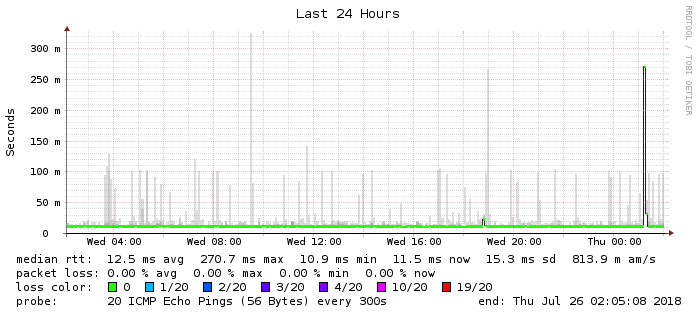 Last 24 Hours
RRDTOOL / TOBI OETIKER
Seconds
300 m
250 m
200 m
150 m
100 m
50 m
0
Wed 04:00 Wed 08:00 Wed 12:00 Wed 16:00 Wed 20:00 Thu 00:00
median rtt: 12.5 ms avg 270.7 ms max 10.9 ms min 11.5 ms now 15.3 ms sd 813.9 m am/s
packet loss: 0.00 % avg 0.00 % max 0.00 % min 0.00 % now
loss color: 0 1/20 2/20 3/20 4/20 10/20 19/20
probe: 20 ICMP Echo Pings (56 Bytes) every 300s end: Thu Jul 26 02:05:08 2018